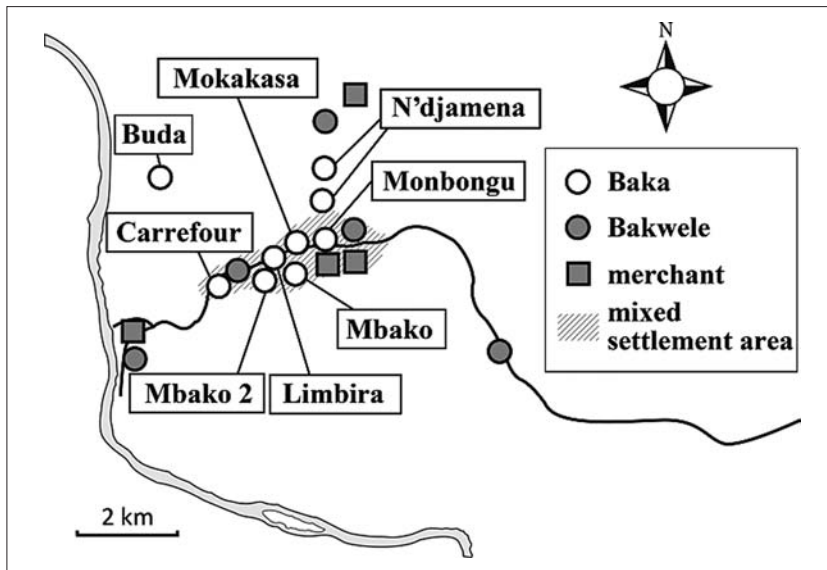 N
Mokakasa
N'djamena
Buda
Monbongu
Carrefour
Mbako
Mbako 2
Limbira
2 km
Baka
Bakwele
merchant
mixed
settlement area